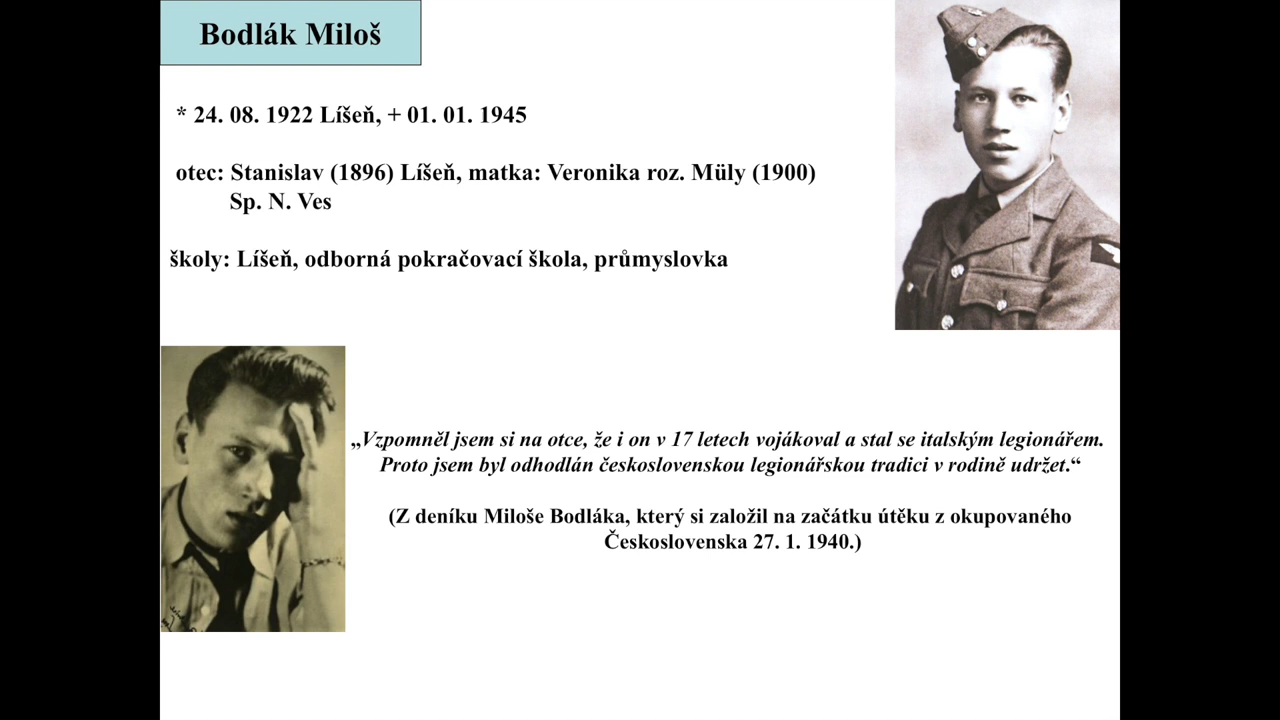 Bodlák Miloš
* 24. 08. 1922 Líšeň, + 01. 01. 1945
otec: Stanislav (1896) Líšeň, matka: Veronika roz. Müly (1900)
Sp. N. Ves
školy: Líšeň, odborná pokračovací škola, průmyslovka
„Vzpomněl jsem si na otce, že i on v 17 letech vojákoval a stal se italským legionářem.
Proto jsem byl odhodlán československou legionářskou tradici v rodině udržet.“
(Z deníku Miloše Bodláka, který si založil na začátku útěku z okupovaného
Československa 27. 1. 1940.)